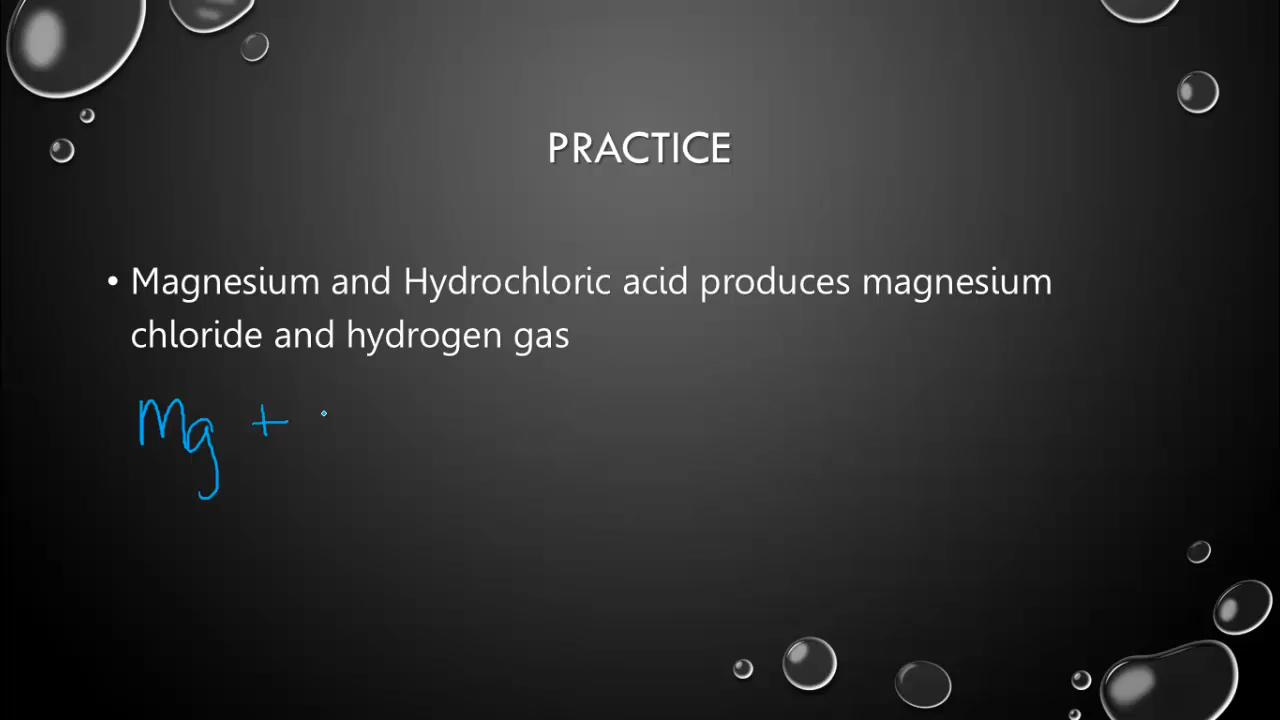 PRACTICE
• Magnesium and Hydrochloric acid produces magnesium
chloride and hydrogen gas
Mg +